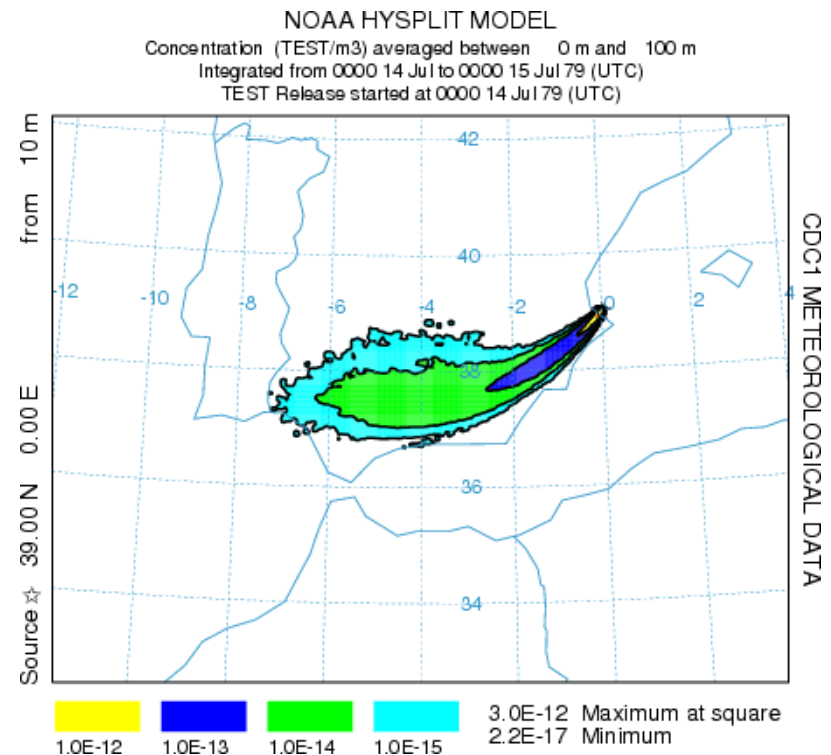 NOAA HYSPLIT MODEL
Concentration (TEST/m3) averaged between 0 m and 100 m
Integrated from 0000 14 Jul to 0000 15 Jul 79 (UTC)
TEST Release started at 0000 14 Jul 79 (UTC)
Source ☆ 39.00 N 0.00 E from 10 m
42
40
-12 -10 -8 -6 -4 -2 0 2 4
38
36
34
CDC1 METEOROLOGICAL DATA
1.0E-12 1.0E-13 1.0E-14 1.0E-15
3.0E-12 Maximum at square
2.2E-17 Minimum